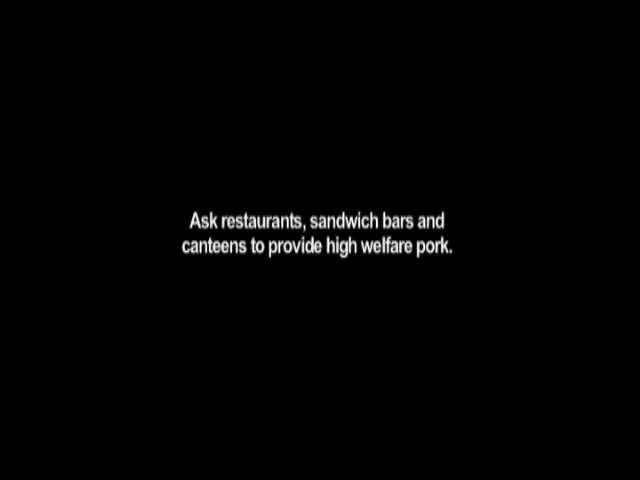 Ask restaurants, sandwich bars and
canteens to provide high welfare pork.